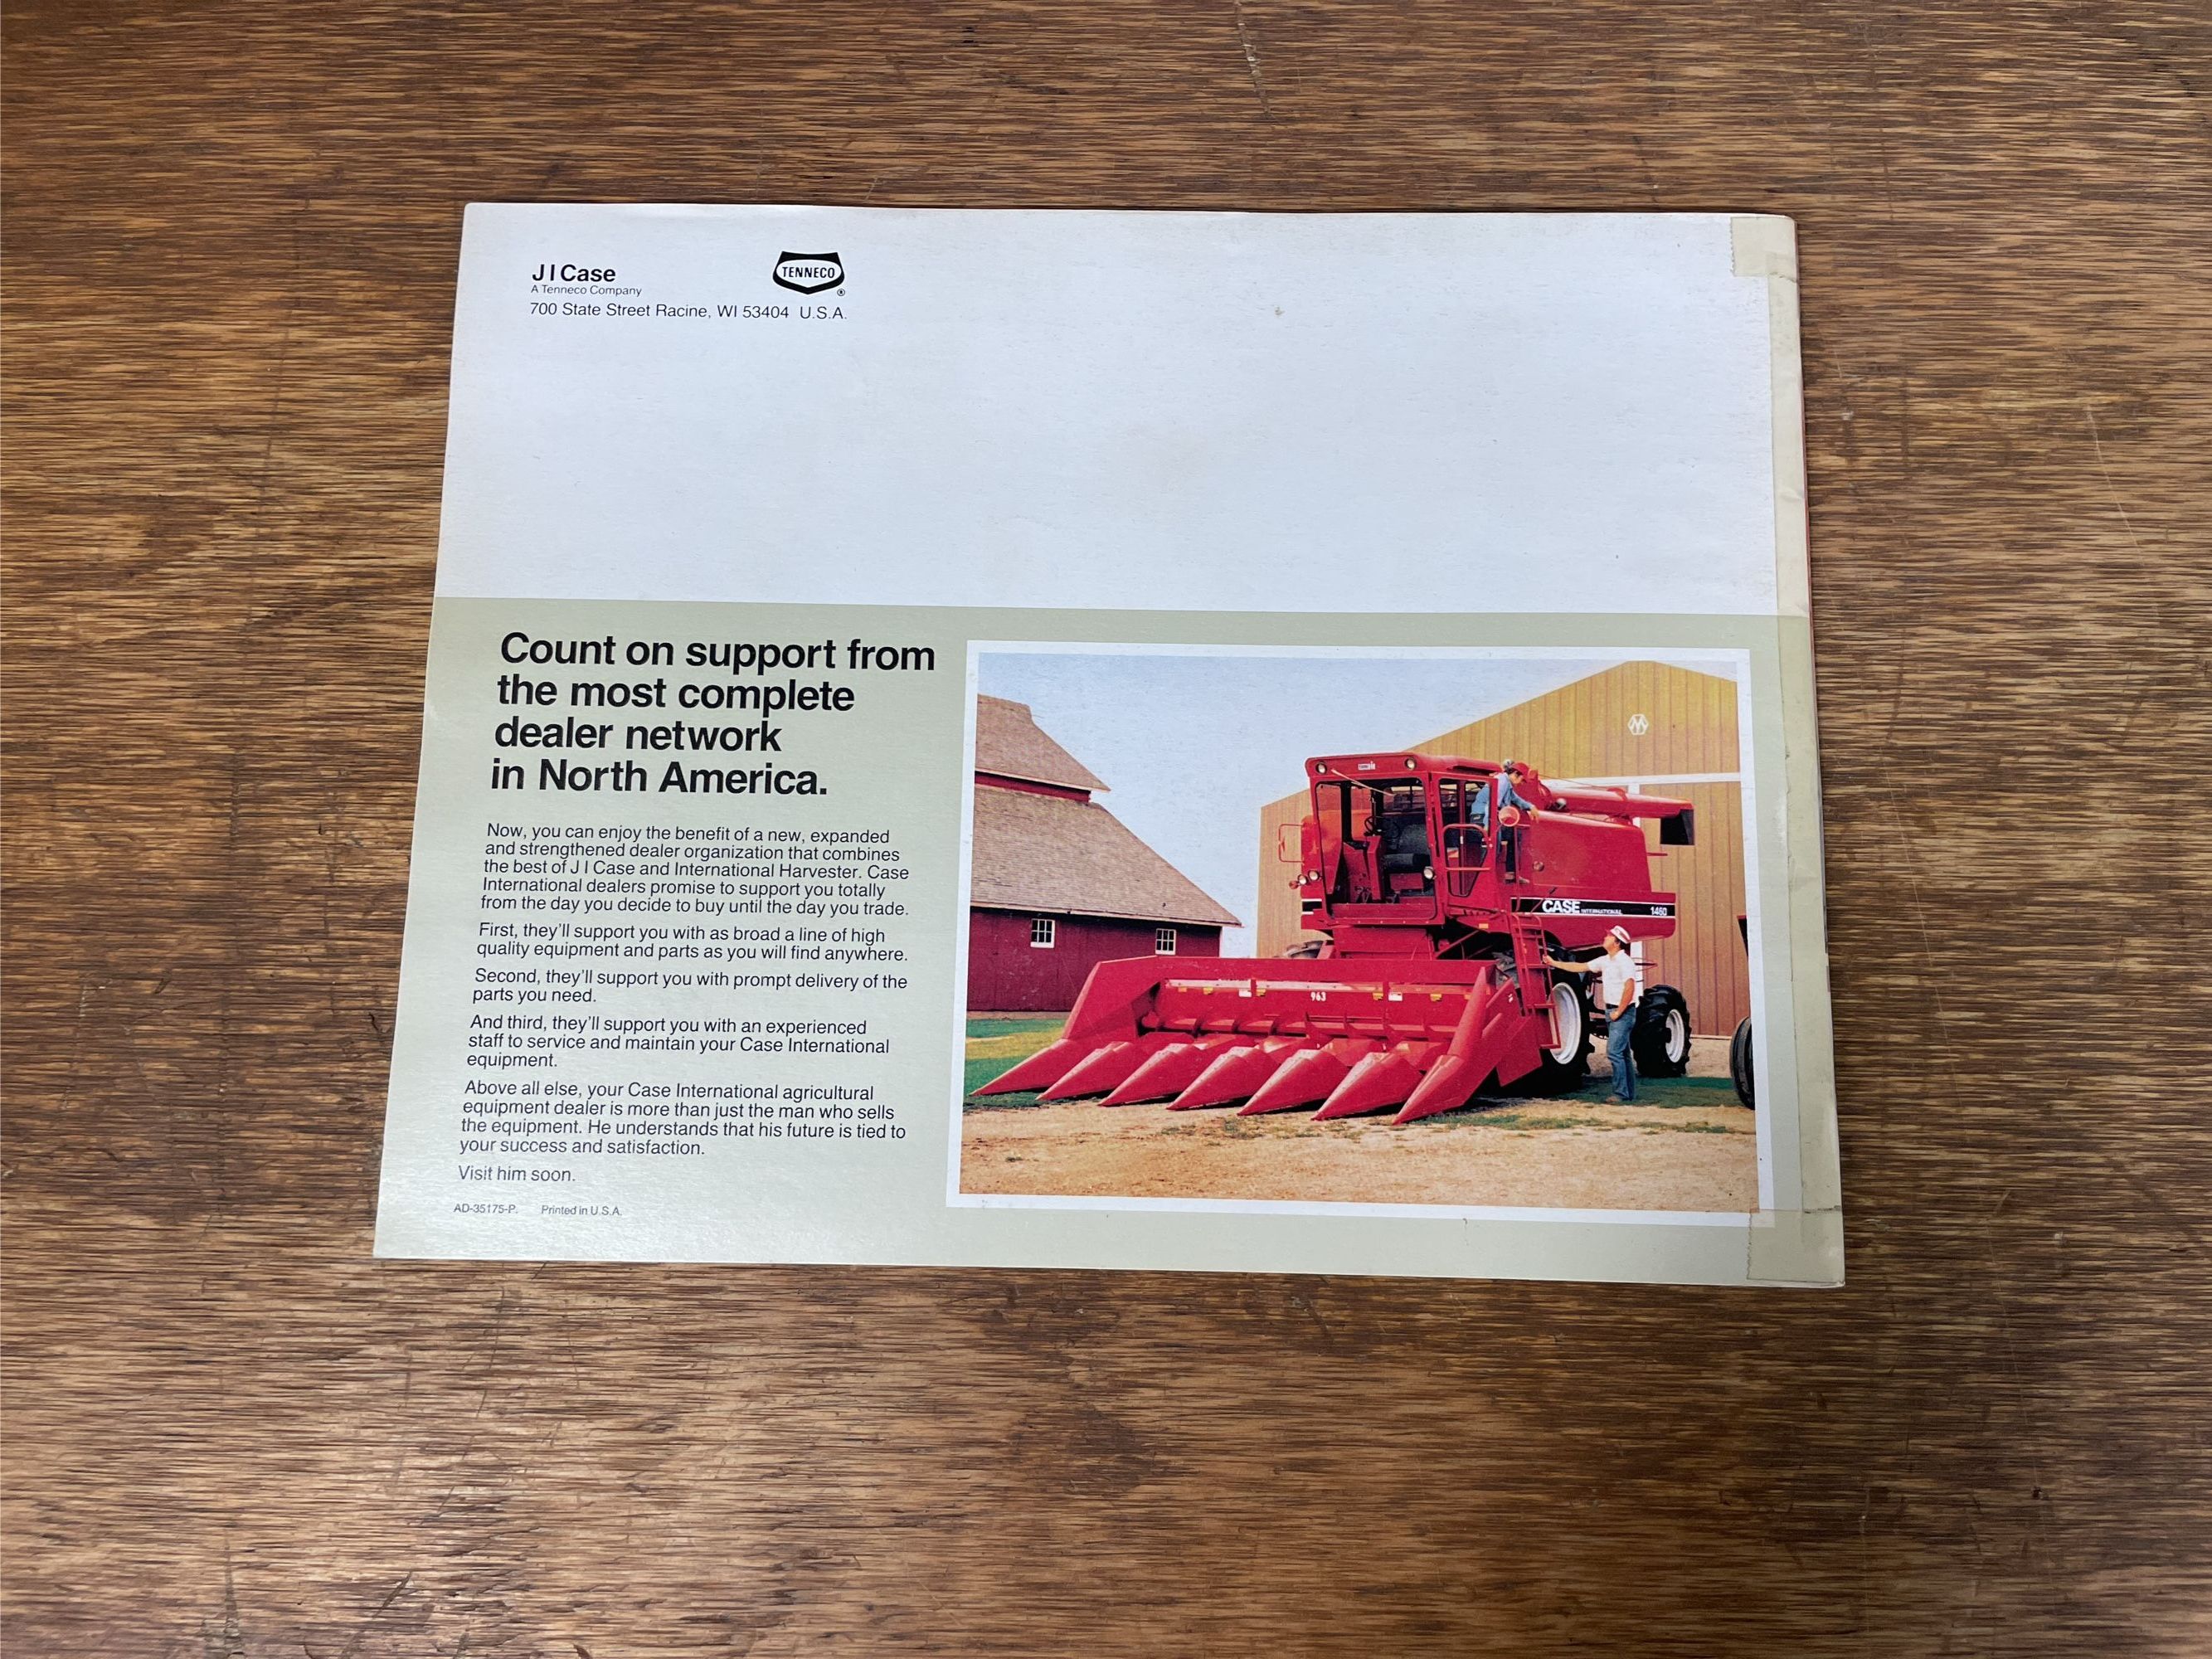 J I Case
A Tenneco Company
700 State Street Racine, WI 53404 U.S.A.
TENNECO
®
Count on support from
the most complete
dealer network
in North America.
Now, you can enjoy the benefit of a new, expanded
and strengthened dealer organization that combines
the best of J I Case and International Harvester. Case
International dealers promise to support you totally
from the day you decide to buy until the day you trade.
First, they'll support you with as broad a line of high
quality equipment and parts as you will find anywhere.
Second, they'll support you with prompt delivery of the
parts you need.
And third, they'll support you with an experienced
staff to service and maintain your Case International
equipment.
Above all else, your Case International agricultural
equipment dealer is more than just the man who sells
the equipment. He understands that his future is tied to
your success and satisfaction.
Visit him soon.
AD-35175-P. Printed in U.S.A.
CASE INTERNATIONAL 1460
963